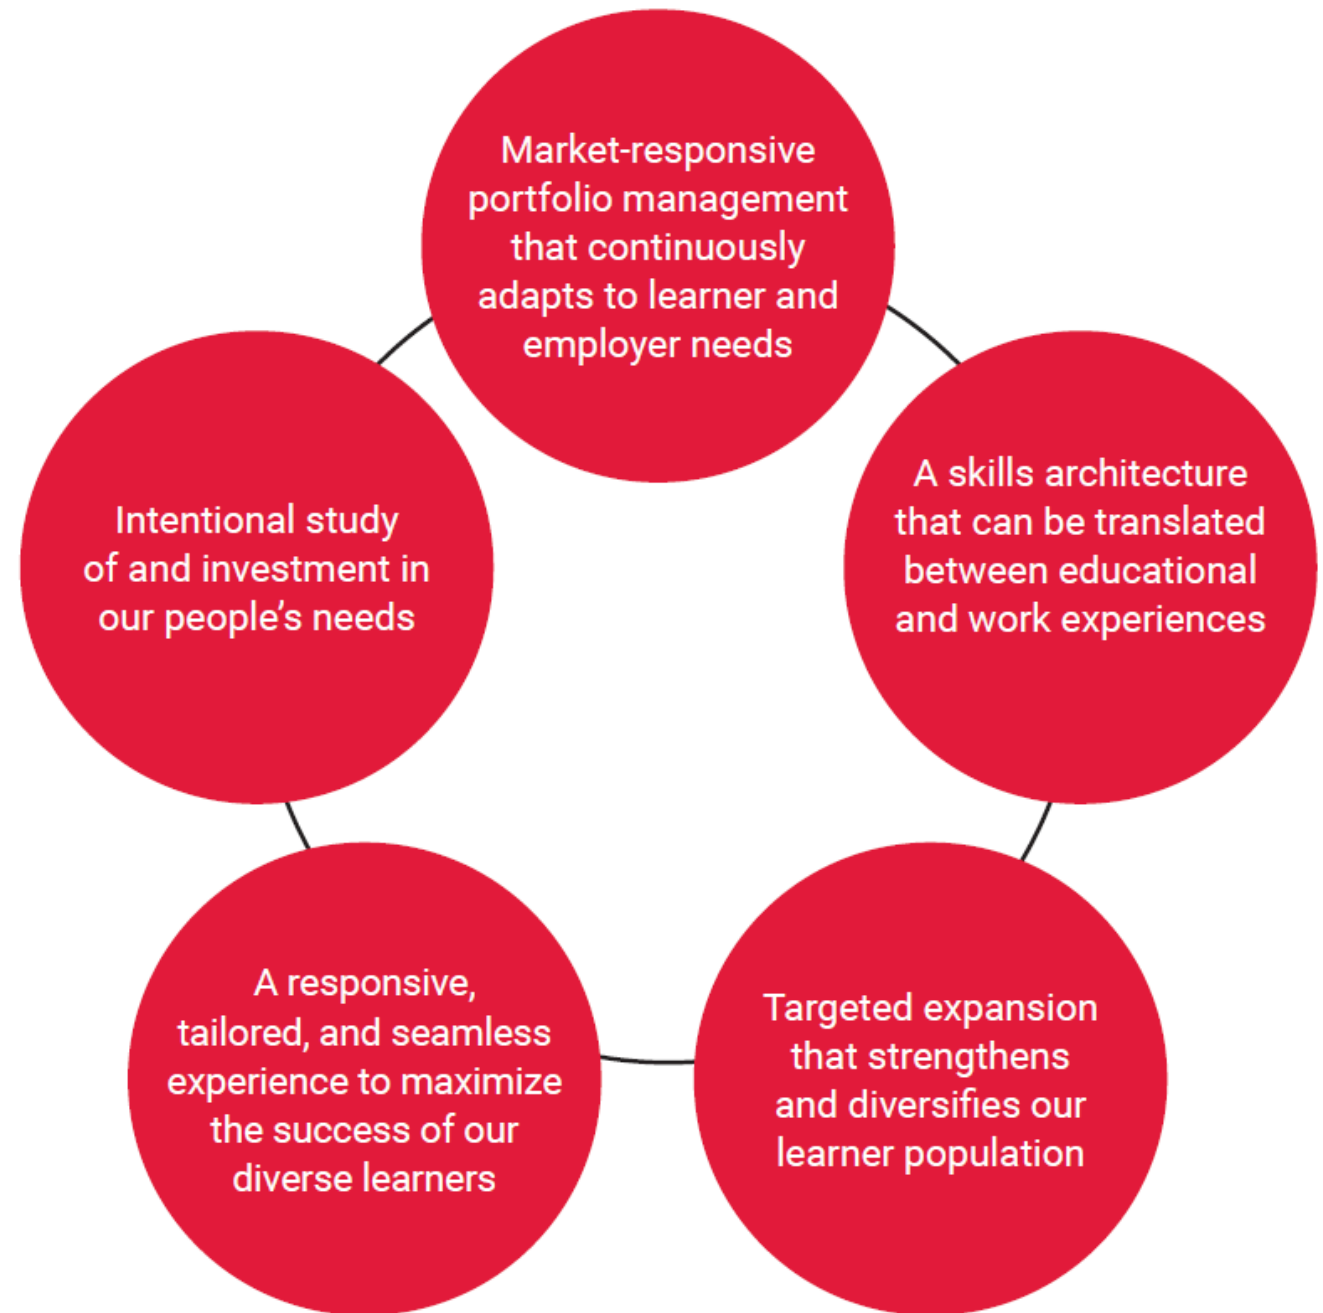 Market-responsive
portfolio management
that continuously
adapts to learner and
employer needs
A skills architecture
that can be translated
between educational
and work experiences
Targeted expansion
that strengthens
and diversifies our
learner population
A responsive,
tailored, and seamless
experience to maximize
the success of our
diverse learners
Intentional study
of and investment in
our people’s needs